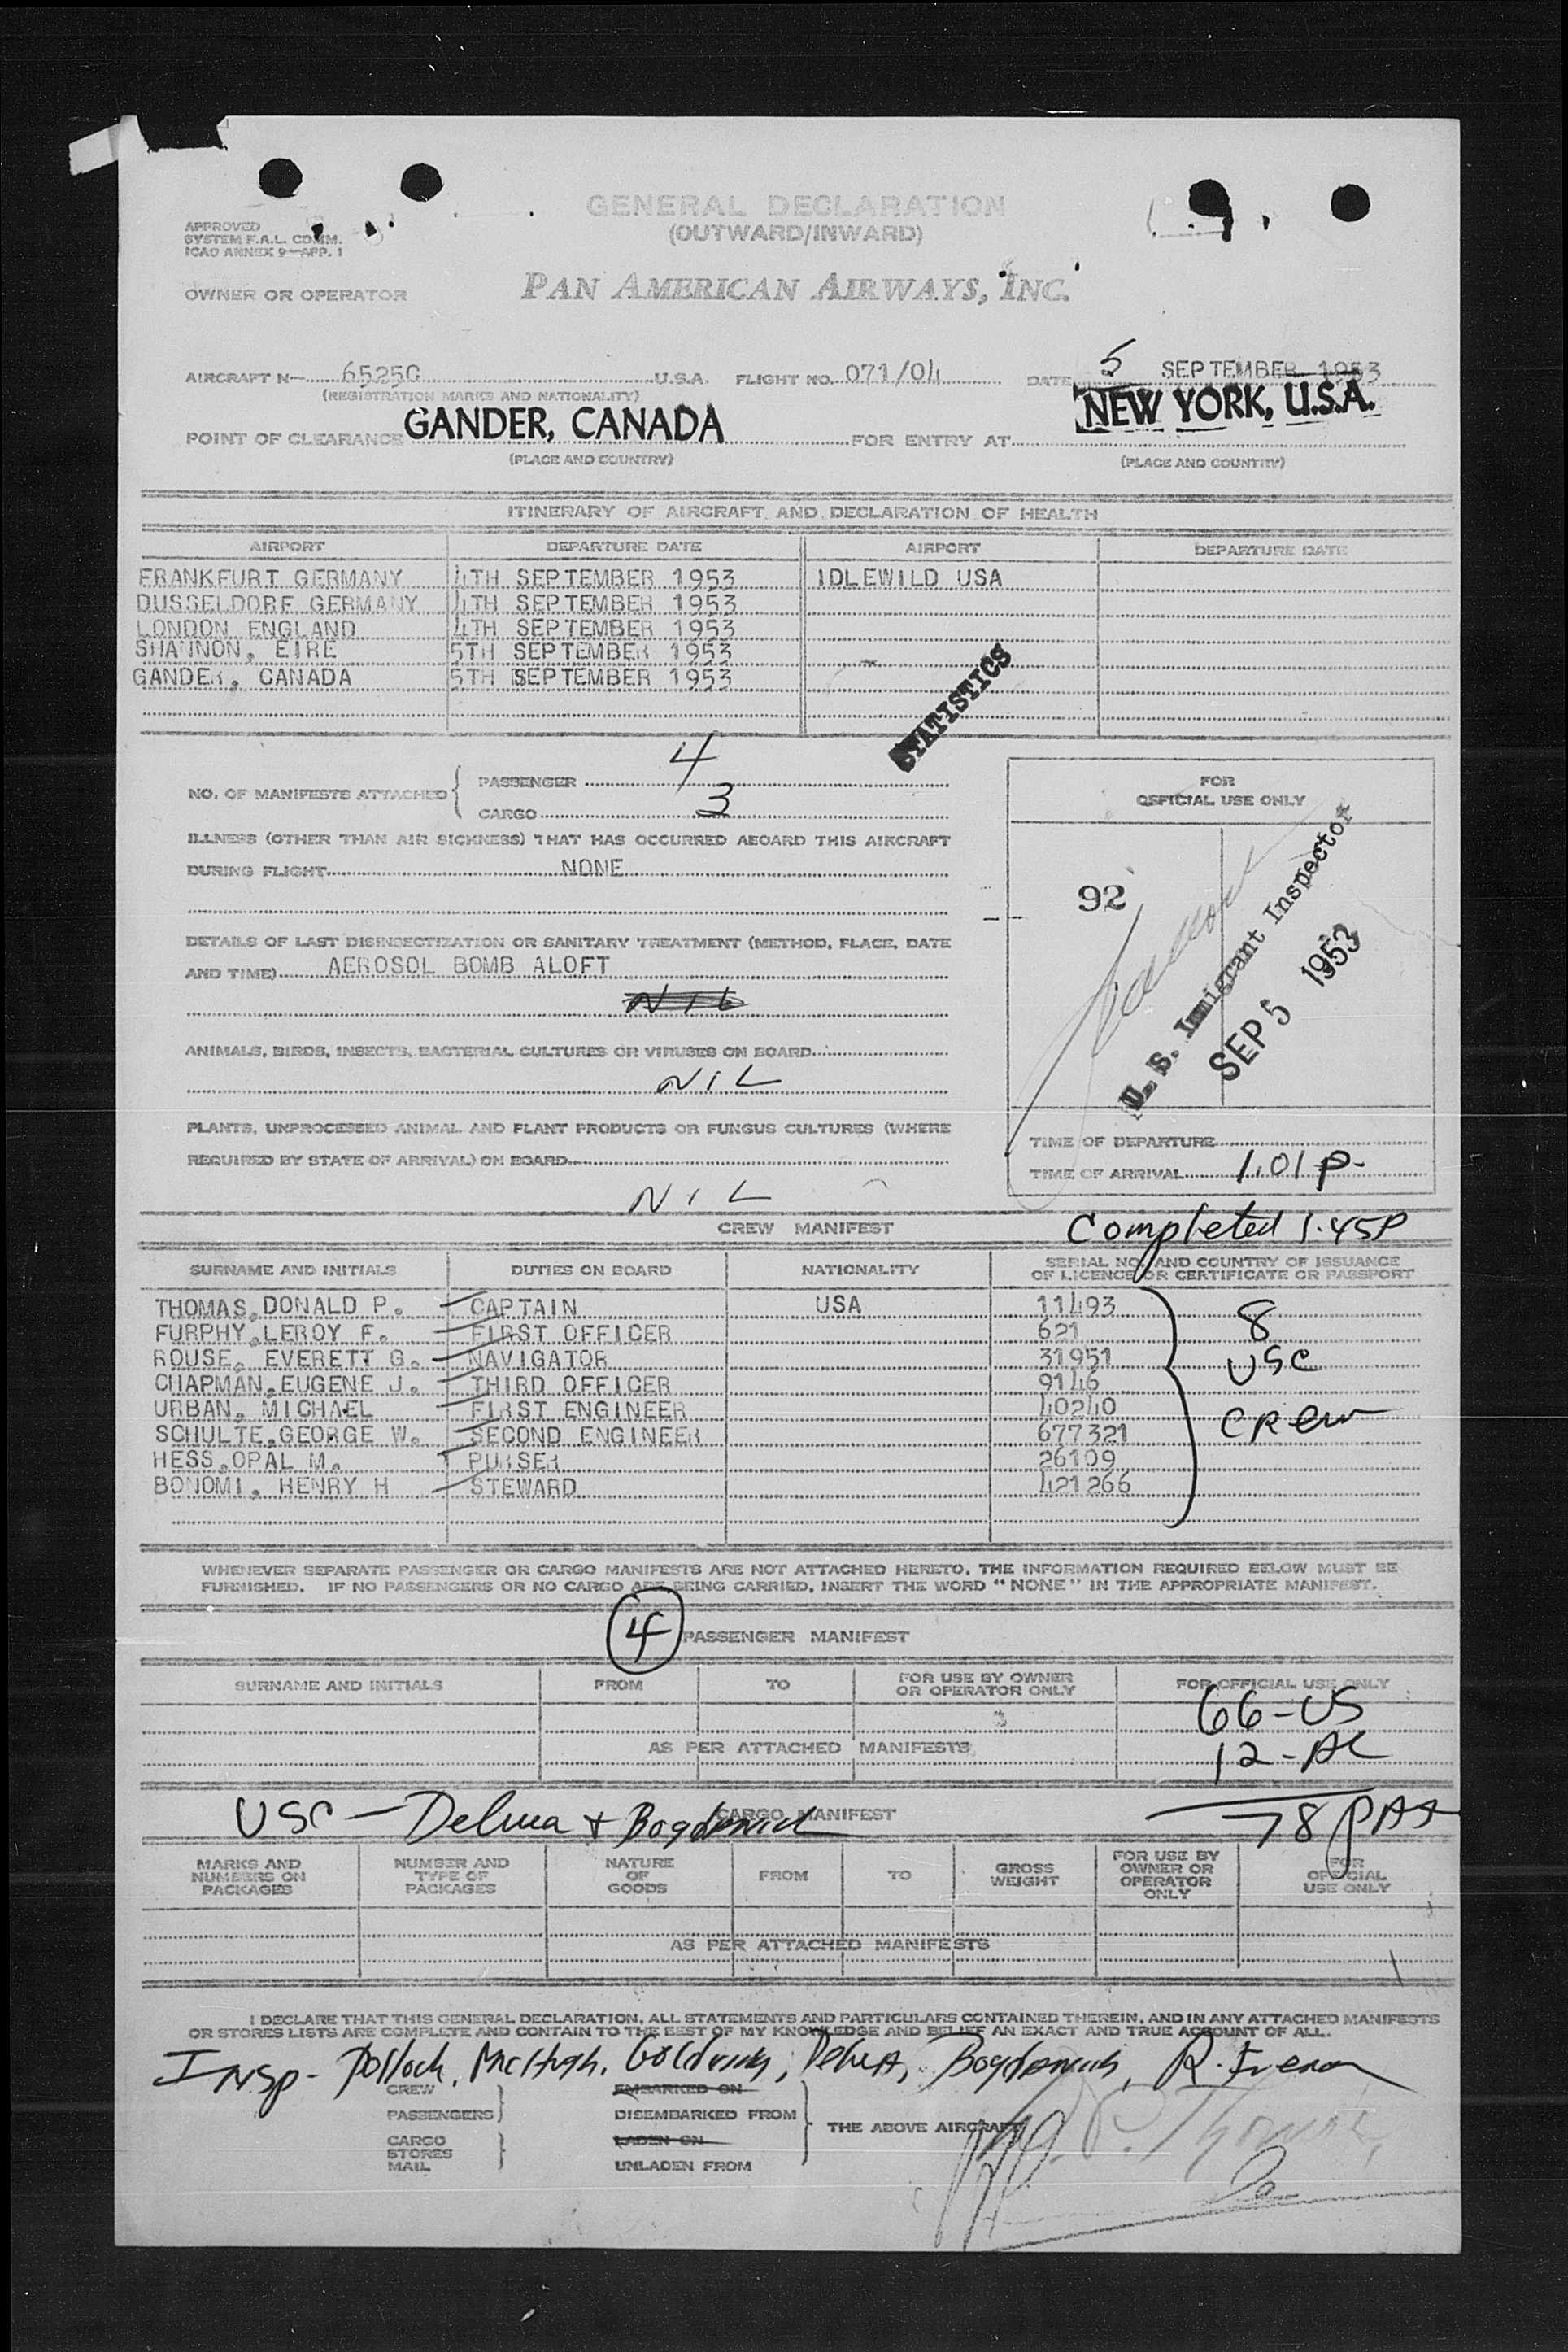 GENERAL DECLARATION
(OUTWARD/INWARD)
APPROVED
SYSTEM F.A.L. COMM.
ICAO ANNEX 9—APP. 1
OWNER OR OPERATOR PAN AMERICAN AIRWAYS, INC.
AIRCRAFT N— 6525C U.S.A. FLIGHT NO. 071/04 DATE 5 SEPTEMBER 1953
(REGISTRATION MARKS AND NATIONALITY)
POINT OF CLEARANCE GANDER, CANADA FOR ENTRY AT NEW YORK, U.S.A.
(PLACE AND COUNTRY) (PLACE AND COUNTRY)
ITINERARY OF AIRCRAFT AND DECLARATION OF HEALTH
AIRPORT DEPARTURE DATE AIRPORT DEPARTURE DATE
FRANKFURT GERMANY 4TH SEPTEMBER 1953 IDLEWILD USA
DUSSELDORF GERMANY 4TH SEPTEMBER 1953
LONDON ENGLAND 4TH SEPTEMBER 1953
SHANNON, EIRE 5TH SEPTEMBER 1953
GANDER, CANADA 5TH SEPTEMBER 1953
STATISTICS
NO. OF MANIFESTS ATTACHED
PASSENGER 4
CARGO 3
ILLNESS (OTHER THAN AIR SICKNESS) THAT HAS OCCURRED ABOARD THIS AIRCRAFT
DURING FLIGHT NONE
DETAILS OF LAST DISINSECTIZATION OR SANITARY TREATMENT (METHOD, PLACE, DATE
AND TIME) AEROSOL BOMB ALOFT
NIL
ANIMALS, BIRDS, INSECTS, BACTERIAL CULTURES OR VIRUSES ON BOARD
NIL
PLANTS, UNPROCESSED ANIMAL AND PLANT PRODUCTS OR FUNGUS CULTURES (WHERE
REQUIRED BY STATE OF ARRIVAL) ON BOARD
NIL
FOR
OFFICIAL USE ONLY
92
U. S. Immigrant Inspector
SEP 5 1953
TIME OF DEPARTURE
TIME OF ARRIVAL 1.01 P.
CREW MANIFEST Completed 1.45P
SURNAME AND INITIALS DUTIES ON BOARD NATIONALITY SERIAL NO. AND COUNTRY OF ISSUANCE
OF LICENCE OR CERTIFICATE OR PASSPORT
THOMAS, DONALD P. CAPTAIN USA 11493
FURPHY, LEROY F. FIRST OFFICER 621
ROUSE, EVERETT G. NAVIGATOR 31951
CHAPMAN, EUGENE J. THIRD OFFICER 9146
URBAN, MICHAEL FIRST ENGINEER 40240
SCHULTE, GEORGE W. SECOND ENGINEER 677321
HESS, OPAL M. PURSER 26109
BONOMI, HENRY H STEWARD 421266
8
USC
CREW
WHENEVER SEPARATE PASSENGER OR CARGO MANIFESTS ARE NOT ATTACHED HERETO, THE INFORMATION REQUIRED BELOW MUST BE
FURNISHED. IF NO PASSENGERS OR NO CARGO ARE BEING CARRIED, INSERT THE WORD "NONE" IN THE APPROPRIATE MANIFEST.
4 PASSENGER MANIFEST
SURNAME AND INITIALS FROM TO FOR USE BY OWNER
OR OPERATOR ONLY FOR OFFICIAL USE ONLY
66-US
AS PER ATTACHED MANIFESTS 12-AL
USC — Delua + Bogdanich CARGO MANIFEST 78 PAS
MARKS AND
NUMBERS ON
PACKAGES
NUMBER AND
TYPE OF
PACKAGES
NATURE
OF
GOODS
FROM TO GROSS
WEIGHT
FOR USE BY
OWNER OR
OPERATOR
ONLY
FOR
OFFICIAL
USE ONLY
AS PER ATTACHED MANIFESTS
I DECLARE THAT THIS GENERAL DECLARATION, ALL STATEMENTS AND PARTICULARS CONTAINED THEREIN, AND IN ANY ATTACHED MANIFESTS
OR STORES LISTS ARE COMPLETE AND CONTAIN TO THE BEST OF MY KNOWLEDGE AND BELIEF AN EXACT AND TRUE ACCOUNT OF ALL.
INSP- Pollock, McHugh, Delua, Bogdanich, R.
CREW
PASSENGERS
CARGO
STORES
MAIL
EMBARKED ON
DISEMBARKED FROM
LADEN ON
UNLADEN FROM
THE ABOVE AIRCRAFT